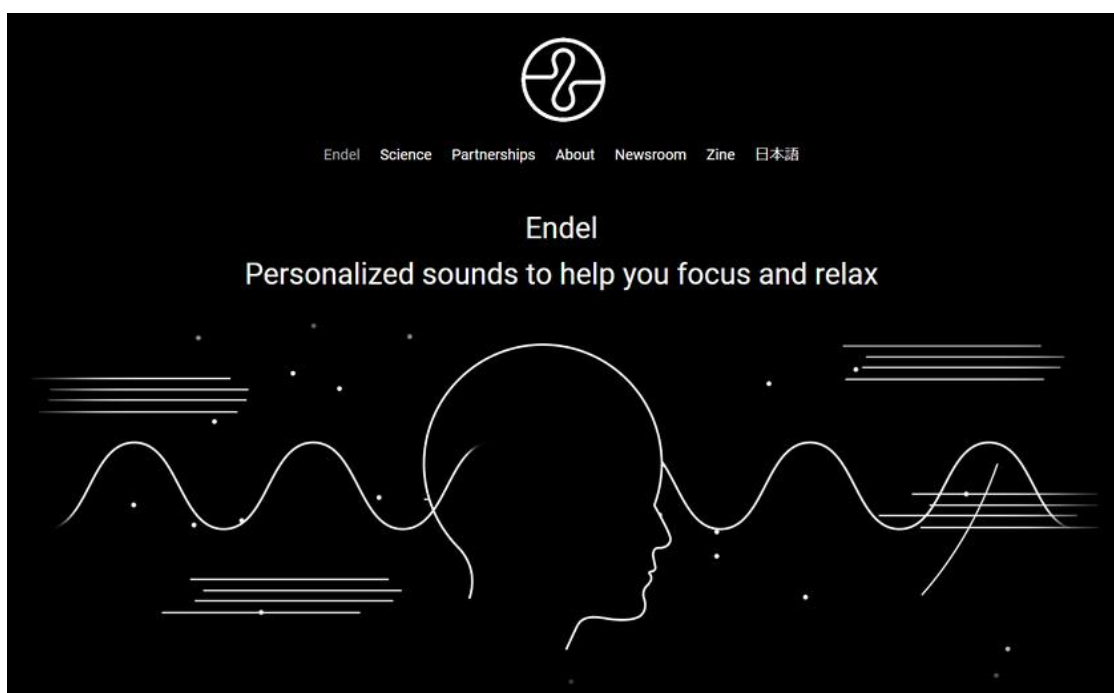 Endel Science Partnerships About Newsroom Zine 日本語
Endel
Personalized sounds to help you focus and relax